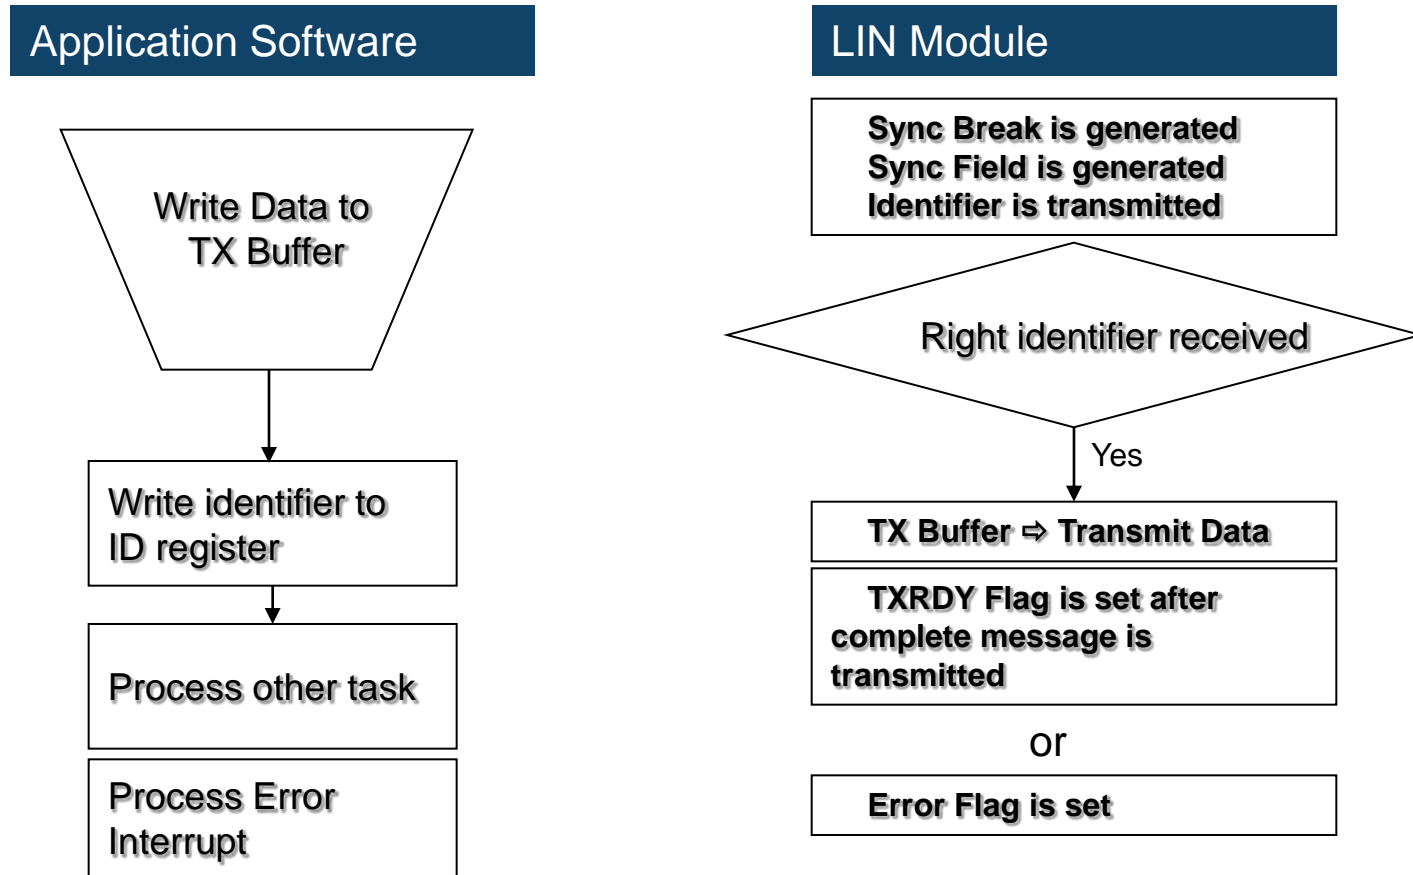 Application Software
Write Data to
TX Buffer
Write identifier to
ID register
Process other task
Process Error
Interrupt
LIN Module
Sync Break is generated
Sync Field is generated
Identifier is transmitted
Right identifier received
Yes
TX Buffer ⇨ Transmit Data
TXRDY Flag is set after
complete message is
transmitted
or
Error Flag is set